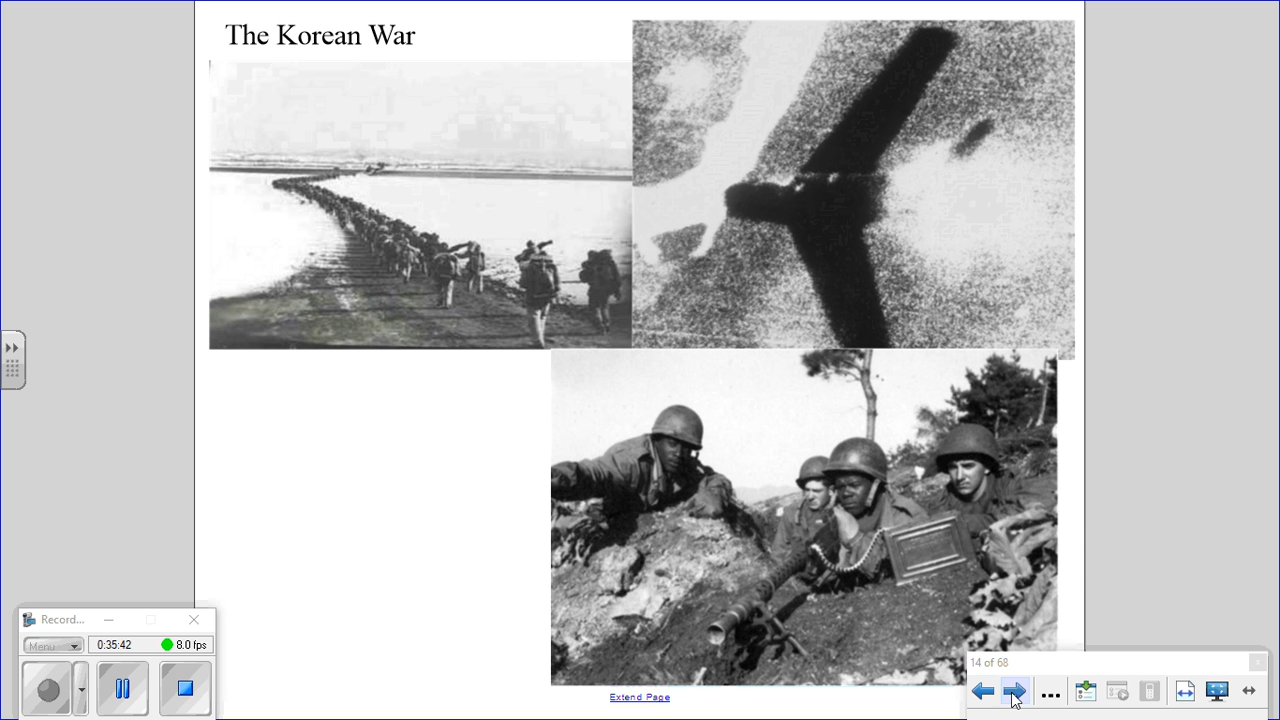 The Korean War
Record...
Menu
0:35:42
8.0 fps
Extend Page
14 of 68